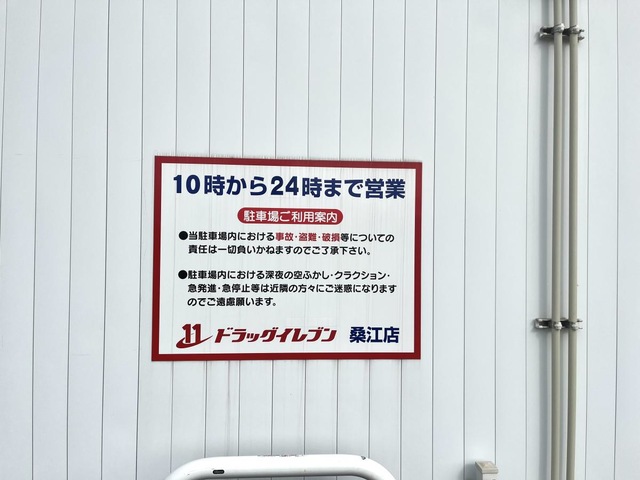 10時から24時まで営業
駐車場ご利用案内
●当駐車場内における事故・盗難・破損等についての
責任は一切負いかねますのでご了承下さい。
●駐車場内における深夜の空ふかし・クラクション・
急発進・急停止等は近隣の方々にご迷惑になります
のでご遠慮願います。
11 ドラッグイレブン 桑江店